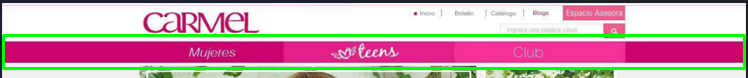 CARMEL
Inicio | Boletín | Catálogo | Blogs Espacio Asesora
Ingresa una palabra clave
Mujeres teens Club